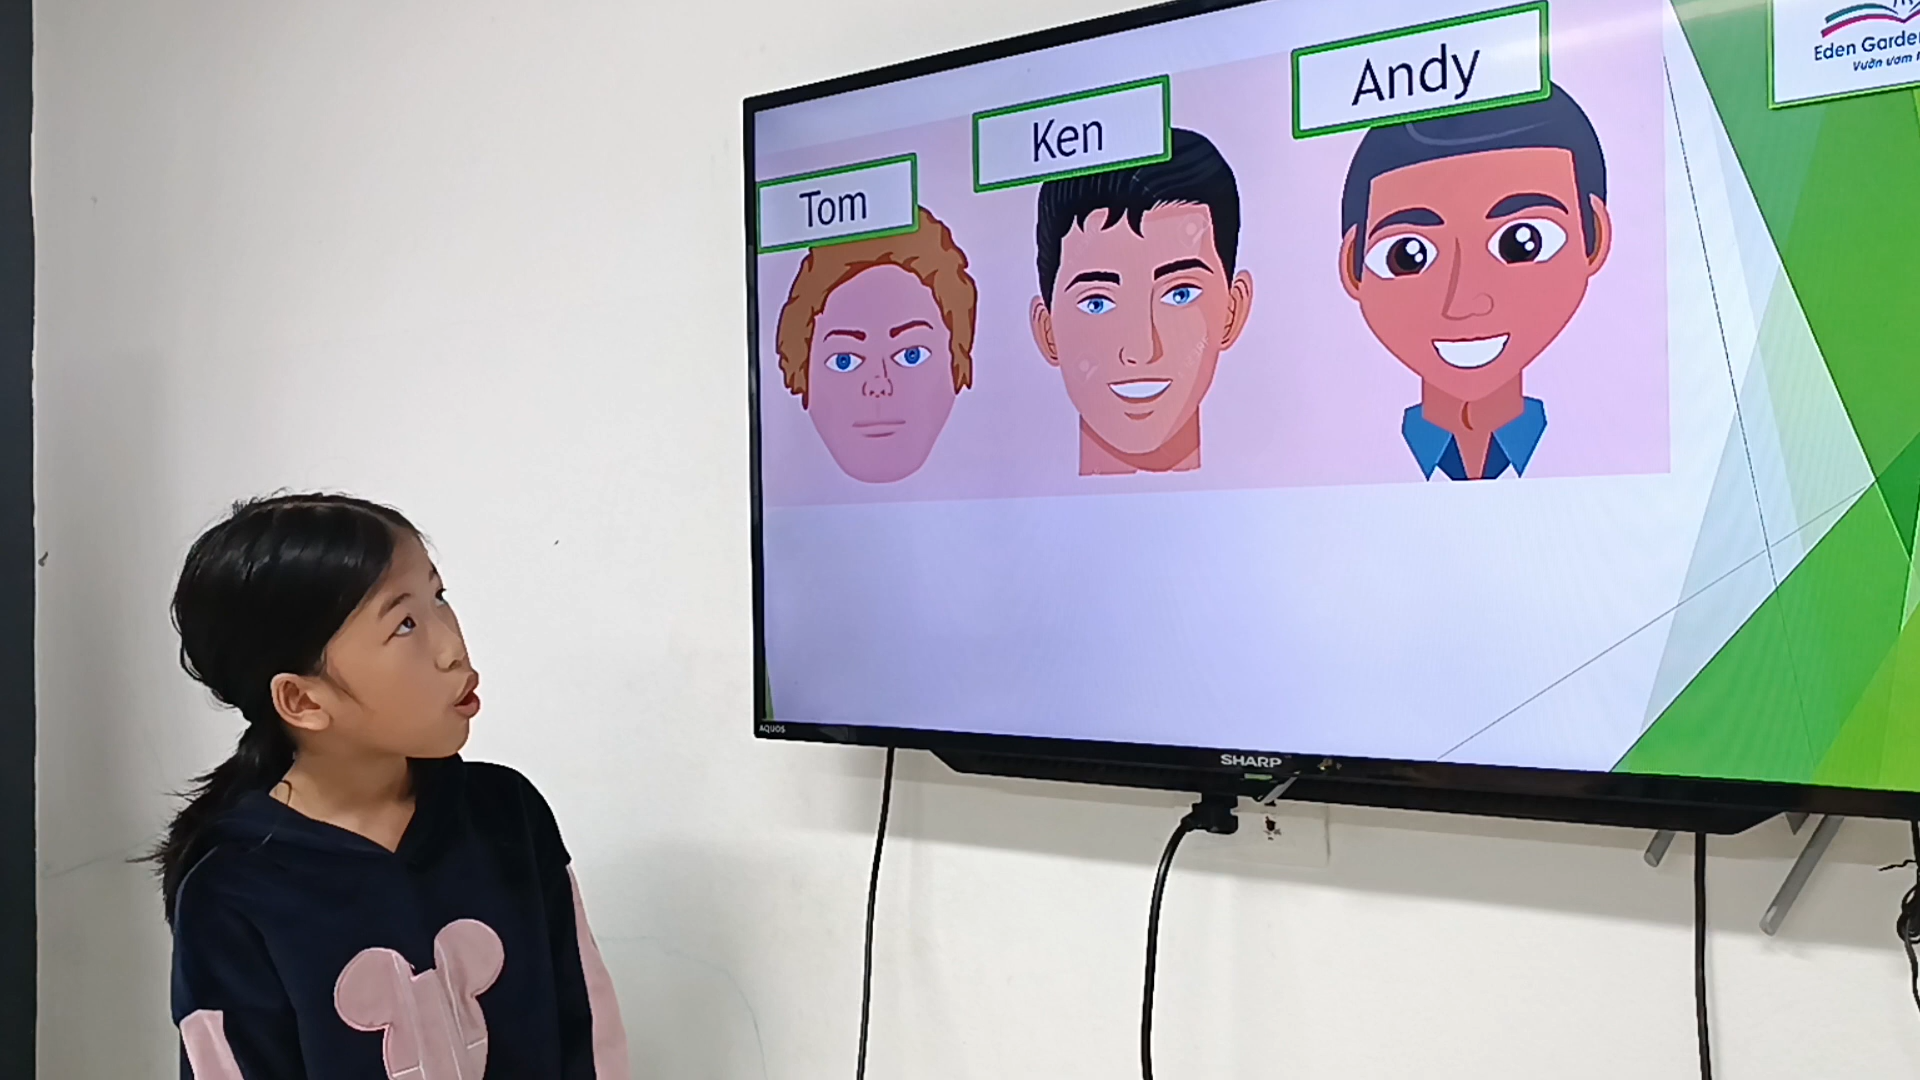 Tom
Ken
Andy
Eden Garde
Vườn ươm
AQUOS
SHARP